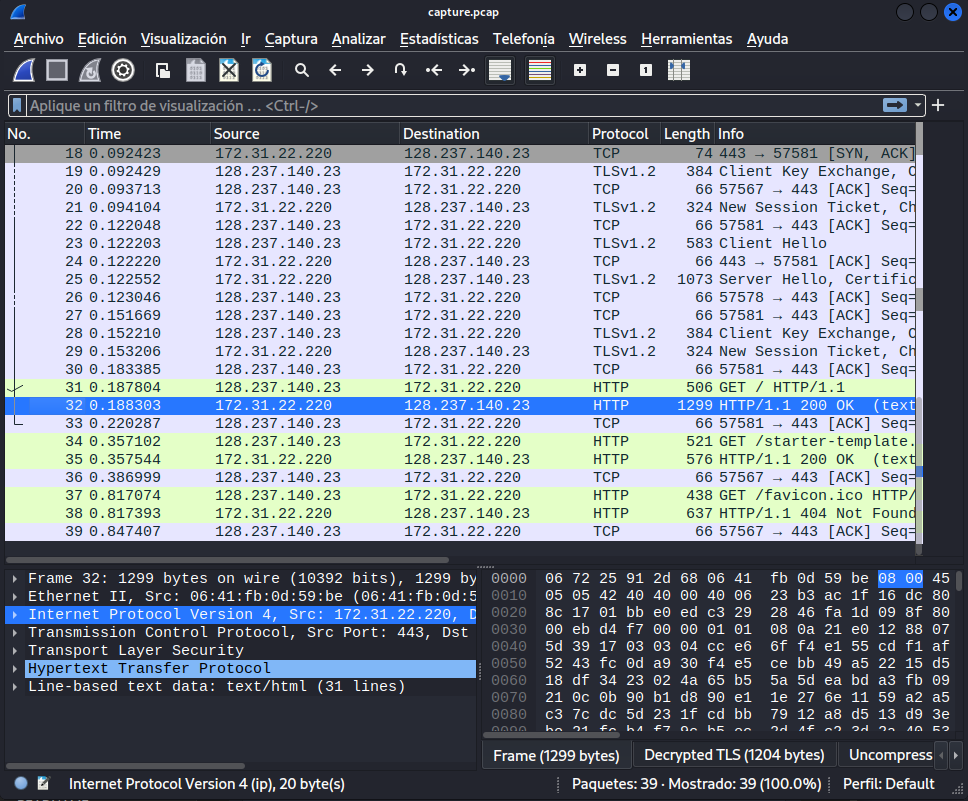 capture.pcap
Archivo Edición Visualización Ir Captura Analizar Estadísticas Telefonía Wireless Herramientas Ayuda
Aplique un filtro de visualización ... <Ctrl-/>
No. Time Source Destination Protocol Length Info
18 0.092423 172.31.22.220 128.237.140.23 TCP 74 443 → 57581 [SYN, ACK]
19 0.092429 128.237.140.23 172.31.22.220 TLSv1.2 384 Client Key Exchange, C
20 0.093713 128.237.140.23 172.31.22.220 TCP 66 57567 → 443 [ACK] Seq=
21 0.094104 172.31.22.220 128.237.140.23 TLSv1.2 324 New Session Ticket, Ch
22 0.122048 128.237.140.23 172.31.22.220 TCP 66 57581 → 443 [ACK] Seq=
23 0.122203 128.237.140.23 172.31.22.220 TLSv1.2 583 Client Hello
24 0.122220 172.31.22.220 128.237.140.23 TCP 66 443 → 57581 [ACK] Seq=
25 0.122552 172.31.22.220 128.237.140.23 TLSv1.2 1073 Server Hello, Certific
26 0.123046 128.237.140.23 172.31.22.220 TCP 66 57578 → 443 [ACK] Seq=
27 0.151669 128.237.140.23 172.31.22.220 TCP 66 57581 → 443 [ACK] Seq=
28 0.152210 128.237.140.23 172.31.22.220 TLSv1.2 384 Client Key Exchange, C
29 0.153206 172.31.22.220 128.237.140.23 TLSv1.2 324 New Session Ticket, Ch
30 0.183385 128.237.140.23 172.31.22.220 TCP 66 57581 → 443 [ACK] Seq=
31 0.187804 128.237.140.23 172.31.22.220 HTTP 506 GET / HTTP/1.1
32 0.188303 172.31.22.220 128.237.140.23 HTTP 1299 HTTP/1.1 200 OK (text
33 0.220287 128.237.140.23 172.31.22.220 TCP 66 57581 → 443 [ACK] Seq=
34 0.357102 128.237.140.23 172.31.22.220 HTTP 521 GET /starter-template.
35 0.357544 172.31.22.220 128.237.140.23 HTTP 576 HTTP/1.1 200 OK (text
36 0.386999 128.237.140.23 172.31.22.220 TCP 66 57567 → 443 [ACK] Seq=
37 0.817074 128.237.140.23 172.31.22.220 HTTP 438 GET /favicon.ico HTTP/
38 0.817393 172.31.22.220 128.237.140.23 HTTP 637 HTTP/1.1 404 Not Found
39 0.847407 128.237.140.23 172.31.22.220 TCP 66 57567 → 443 [ACK] Seq=
Frame 32: 1299 bytes on wire (10392 bits), 1299 by
Ethernet II, Src: 06:41:fb:0d:59:be (06:41:fb:0d:5
Internet Protocol Version 4, Src: 172.31.22.220, D
Transmission Control Protocol, Src Port: 443, Dst
Transport Layer Security
Hypertext Transfer Protocol
Line-based text data: text/html (31 lines)
0000 06 72 25 91 2d 68 06 41 fb 0d 59 be 08 00 45
0010 05 05 42 40 40 00 40 06 23 b3 ac 1f 16 dc 80
0020 8c 17 01 bb e0 ed c3 29 28 46 fa 1d 09 8f 80
0030 00 eb d4 f7 00 00 01 01 08 0a 21 e0 12 88 07
0040 5d 39 17 03 03 04 cc e6 6f f4 e1 55 cd f1 af
0050 52 43 fc 0d a9 30 f4 e5 ce bb 49 a5 22 15 d5
0060 18 df 34 23 02 4a 65 b5 5a 5d ea bd a3 fb 09
0070 21 0c 0b 90 b1 d8 90 e1 1e 27 6e 11 59 a2 a5
0080 c3 7c dc 5d 23 1f cd bb 79 12 a8 d5 13 d9 3e
Frame (1299 bytes) Decrypted TLS (1204 bytes) Uncompress
Internet Protocol Version 4 (ip), 20 byte(s) Paquetes: 39 · Mostrado: 39 (100.0%) Perfil: Default